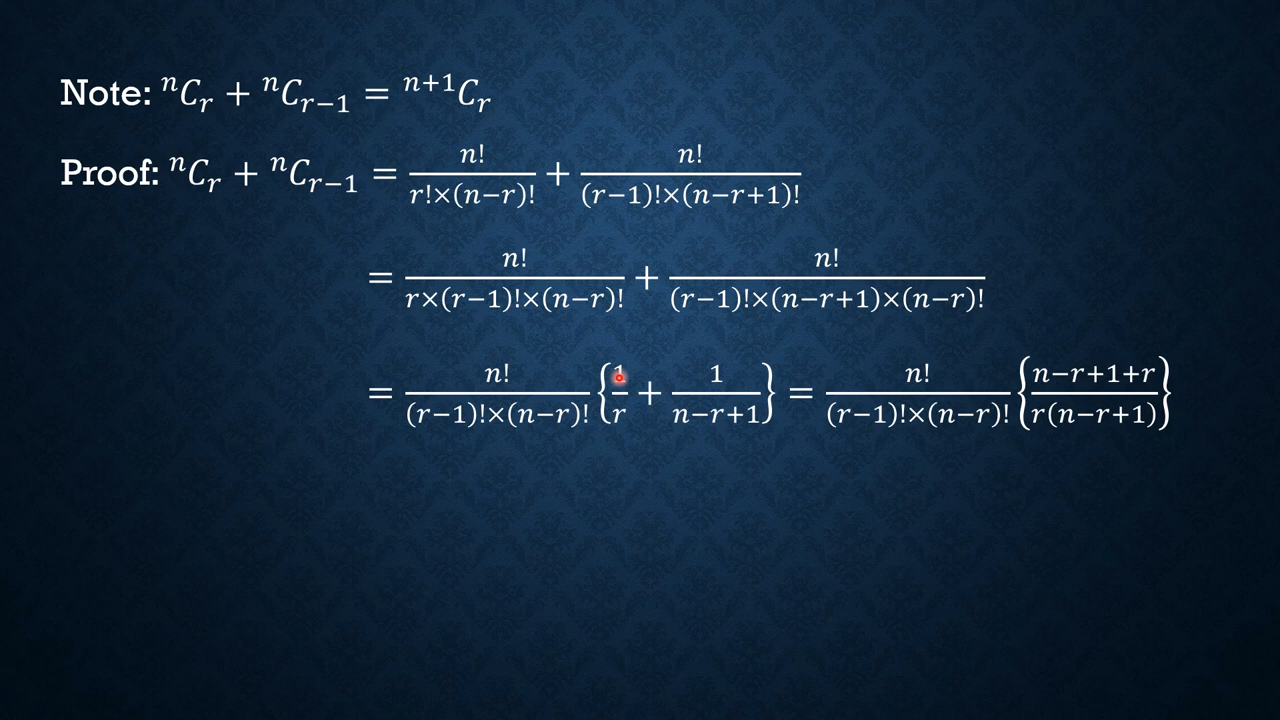 Note: ⁿCᵣ + ⁿCᵣ₋₁ = ⁿ⁺¹Cᵣ
Proof: ⁿCᵣ + ⁿCᵣ₋₁ = n!/(r!×(n−r)!) + n!/((r−1)!×(n−r+1)!)
= n!/(r×(r−1)!×(n−r)!) + n!/((r−1)!×(n−r+1)×(n−r)!)
= n!/((r−1)!×(n−r)!) {1/r + 1/(n−r+1)} = n!/((r−1)!×(n−r)!) {(n−r+1+r)/(r(n−r+1))}